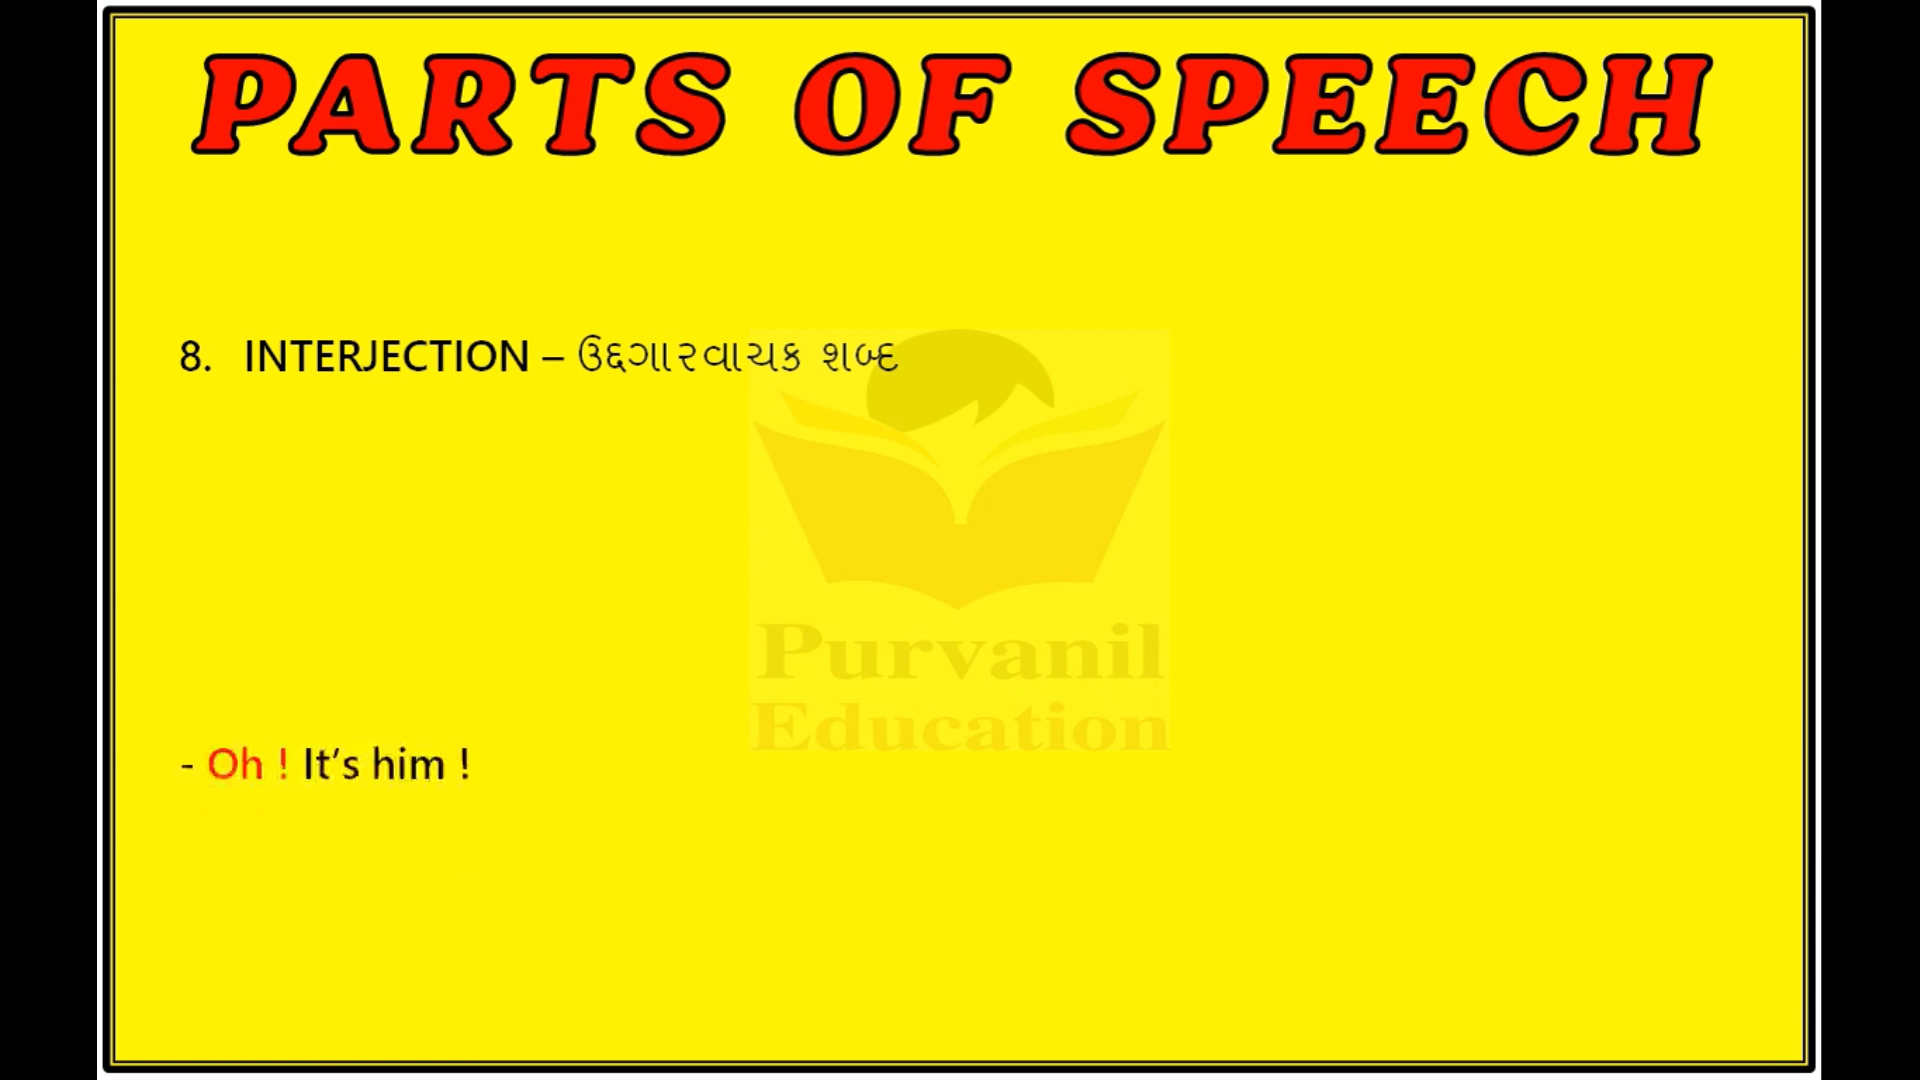 PARTS OF SPEECH
8. INTERJECTION – ઉદ્દગારવાચક શબ્દ
Purvanil
Education
- Oh ! It’s him !